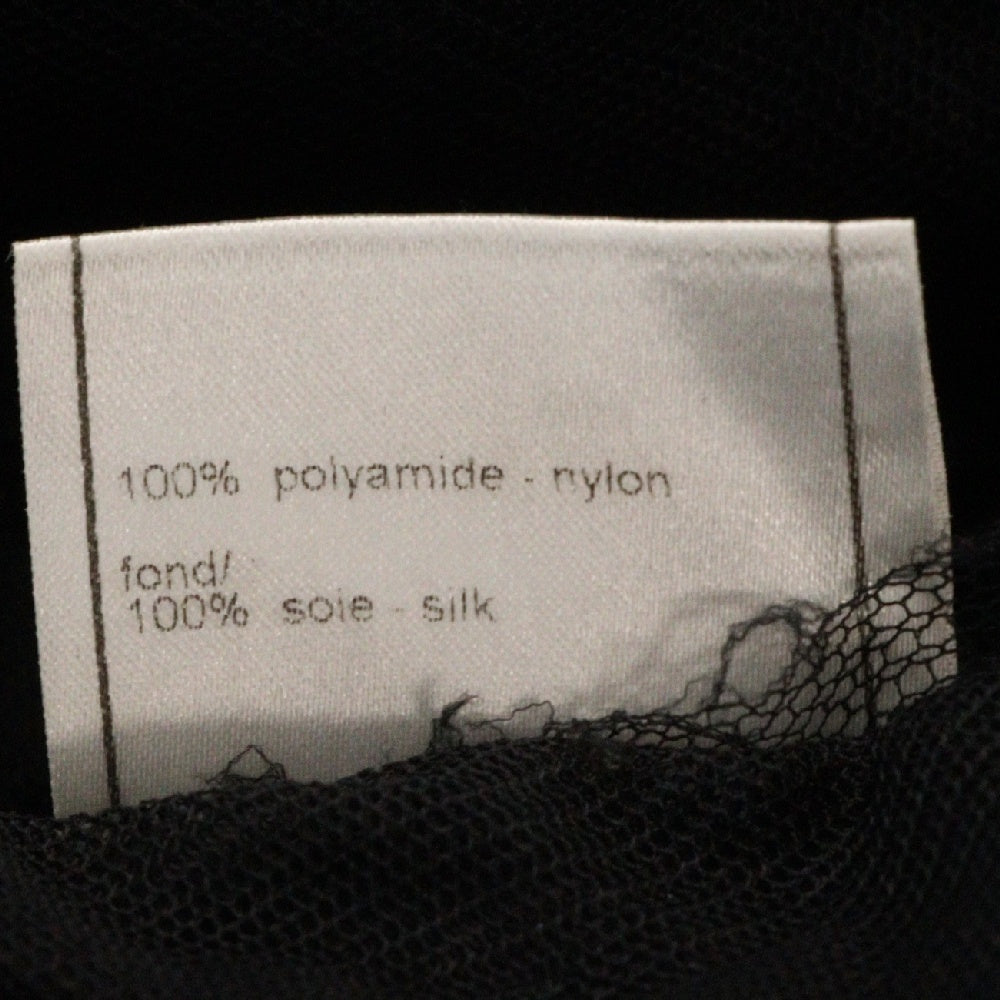 100% polyamide - nylon
fond/
100% soie - silk